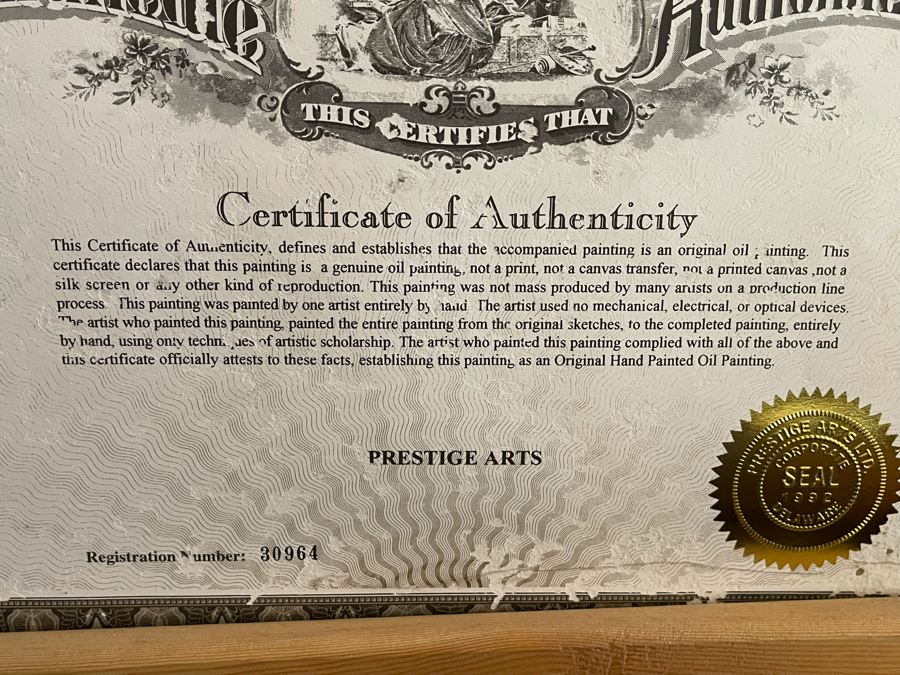 THIS CERTIFIES THAT
Certificate of Authenticity
This Certificate of Authenticity, defines and establishes that the accompanied painting is an original oil painting. This
certificate declares that this painting is a genuine oil painting, not a print, not a canvas transfer, not a printed canvas ,not a
silk screen or any other kind of reproduction. This painting was not mass produced by many artists on a production line
process. This painting was painted by one artist entirely by hand. The artist used no mechanical, electrical, or optical devices.
The artist who painted this painting, painted the entire painting from the original sketches, to the completed painting, entirely
by hand, using only techniques of artistic scholarship. The artist who painted this painting complied with all of the above and
this certificate officially attests to these facts, establishing this painting as an Original Hand Painted Oil Painting.
PRESTIGE ARTS
PRESTIGE ARTS LTD
CORPORATE
SEAL
DELAWARE
Registration Number: 30964